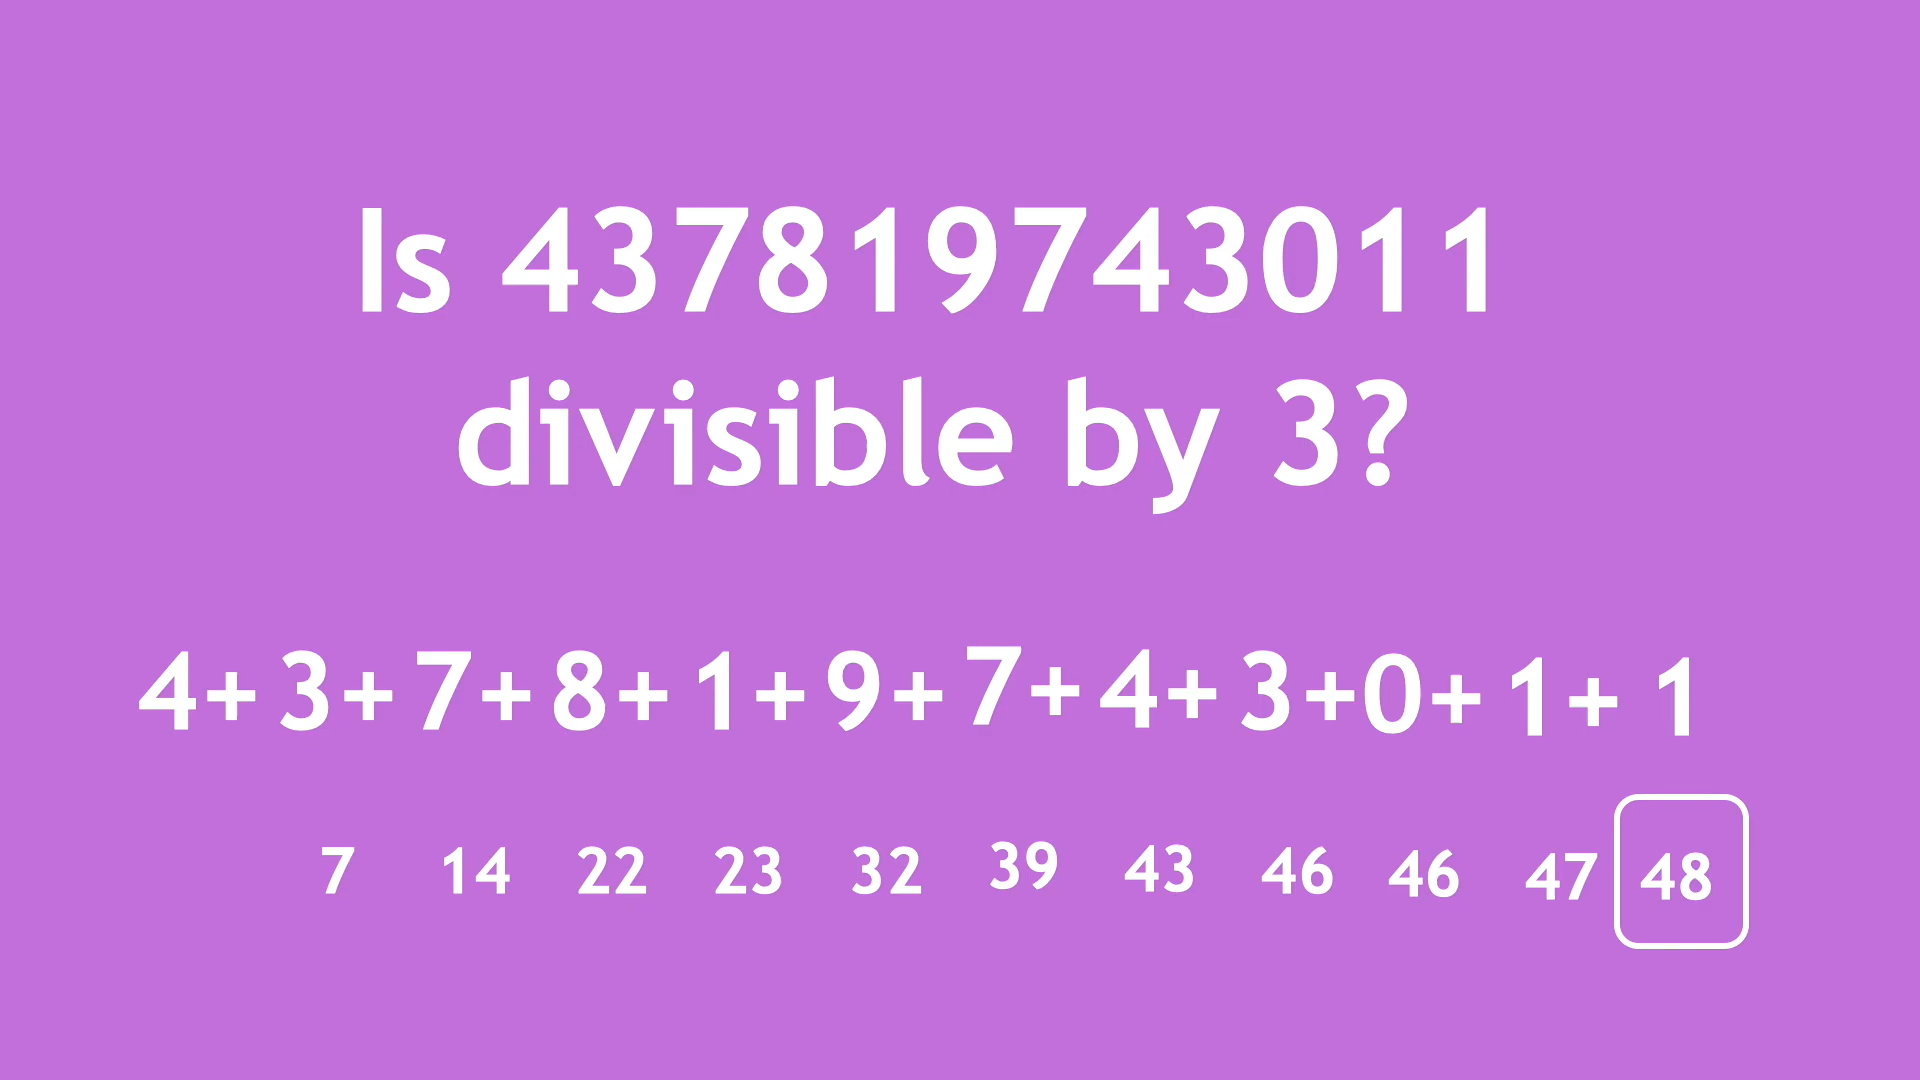 Is 437819743011
divisible by 3?
4+ 3+ 7+ 8+ 1+ 9+ 7+ 4+ 3+0+ 1+ 1
7 14 22 23 32 39 43 46 46 47 48